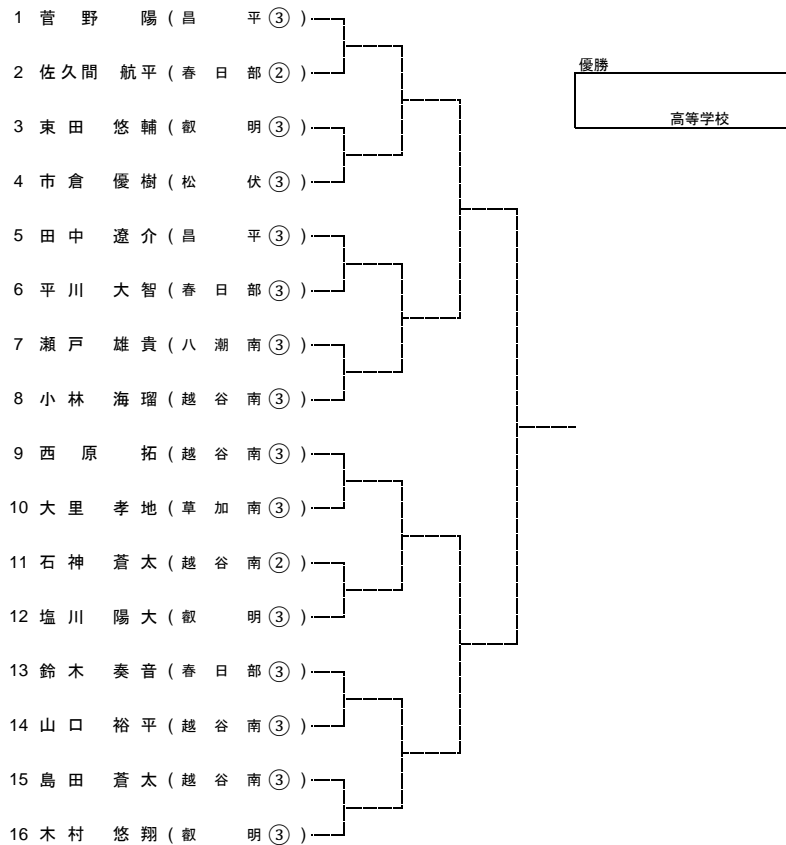 1 菅野 陽 (昌平③)
優勝
2 佐久間 航平 (春日部②)
3 東田 悠輔 (叡明③)
高等学校
4 市倉 優樹 (松伏③)
5 田中 遼介 (昌平③)
6 平川 大智 (春日部③)
7 瀬戸 雄貴 (八潮南③)
8 小林 海瑠 (越谷南③)
9 西原 拓 (越谷南③)
10 大里 孝地 (草加南③)
11 石神 蒼太 (越谷南②)
12 塩川 陽大 (叡明③)
13 鈴木 奏音 (春日部③)
14 山口 裕平 (越谷南③)
15 島田 蒼太 (越谷南③)
16 木村 悠翔 (叡明③)